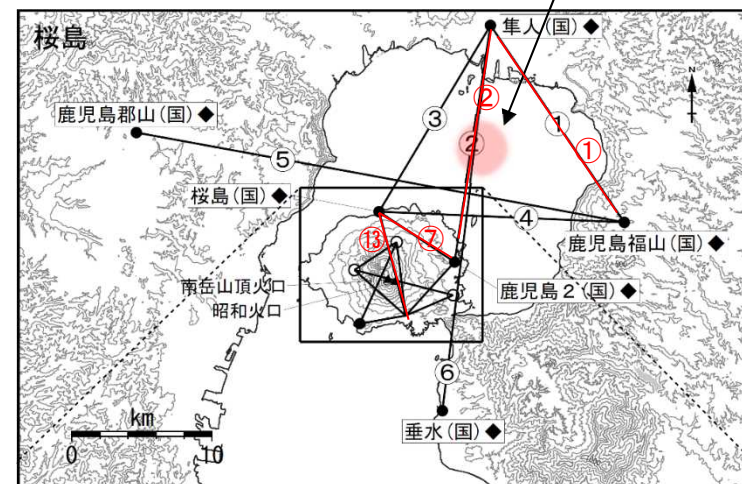 桜島
隼人(国)◆
N
鹿児島郡山(国)◆
②
③
①
②
①
⑤
桜島(国)◆
④
⑬
⑦
鹿児島福山(国)◆
南岳山頂火口
鹿児島2(国)◆
昭和火口
⑥
km
垂水(国)◆
0 10